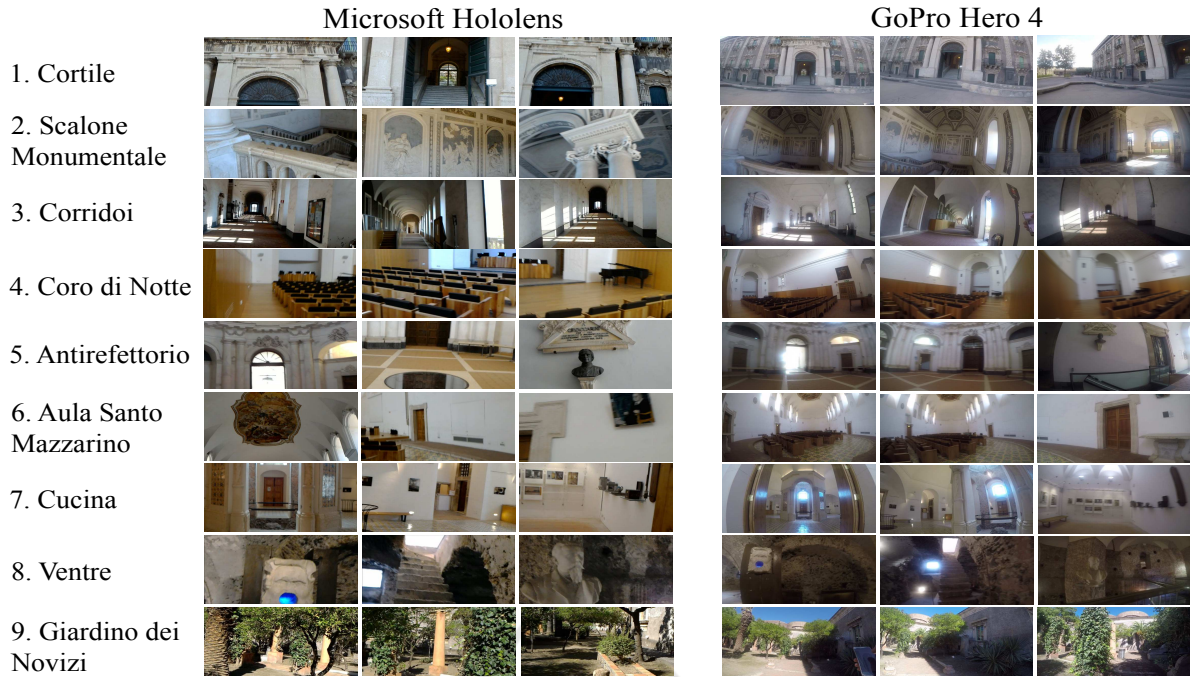 Microsoft Hololens
GoPro Hero 4
1. Cortile
2. Scalone
Monumentale
3. Corridoi
4. Coro di Notte
5. Antirefettorio
6. Aula Santo
Mazzarino
7. Cucina
8. Ventre
9. Giardino dei
Novizi